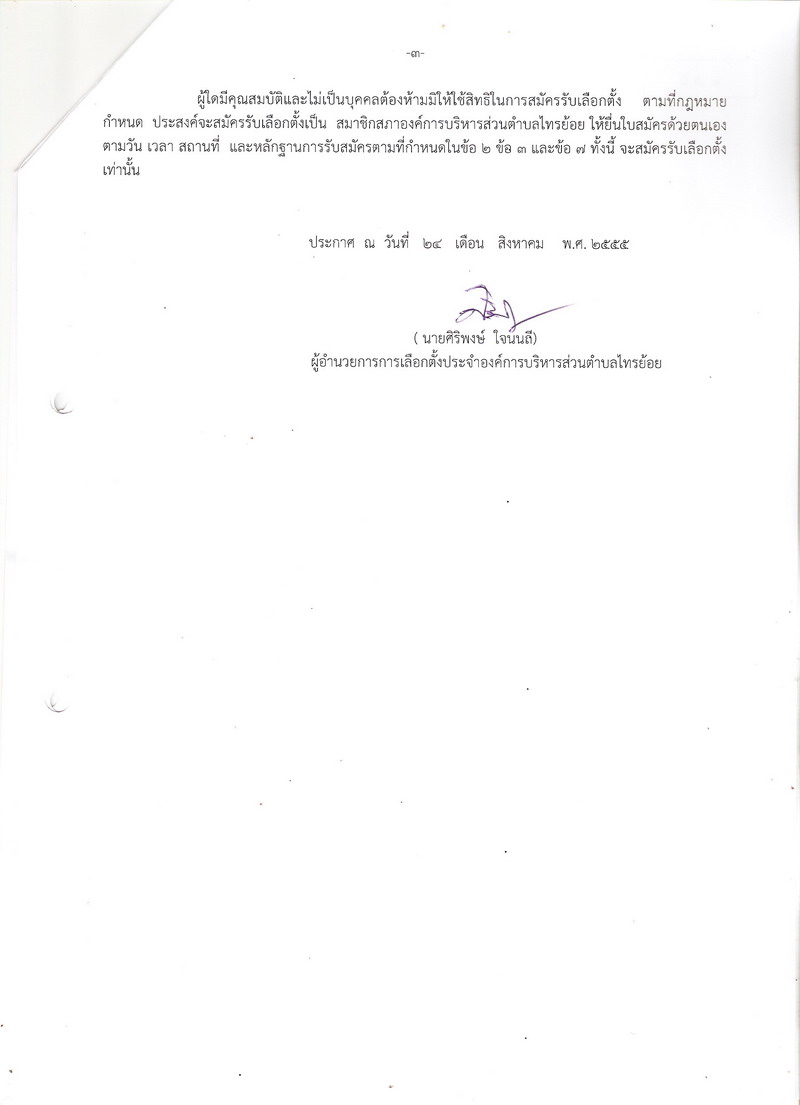 -๓-
ผู้ใดมีคุณสมบัติและไม่เป็นบุคคลต้องห้ามมิให้ใช้สิทธิในการสมัครรับเลือกตั้ง ตามที่กฎหมาย
กำหนด ประสงค์จะสมัครรับเลือกตั้งเป็น สมาชิกสภาองค์การบริหารส่วนตำบลไทรย้อย ให้ยื่นใบสมัครด้วยตนเอง
ตามวัน เวลา สถานที่ และหลักฐานการรับสมัครตามที่กำหนดในข้อ ๒ ข้อ ๓ และข้อ ๗ ทั้งนี้ จะสมัครรับเลือกตั้ง
เท่านั้น
ประกาศ ณ วันที่ ๒๔ เดือน สิงหาคม พ.ศ. ๒๕๕๕
( นายศิริพงษ์ ใจนันถี)
ผู้อำนวยการการเลือกตั้งประจำองค์การบริหารส่วนตำบลไทรย้อย